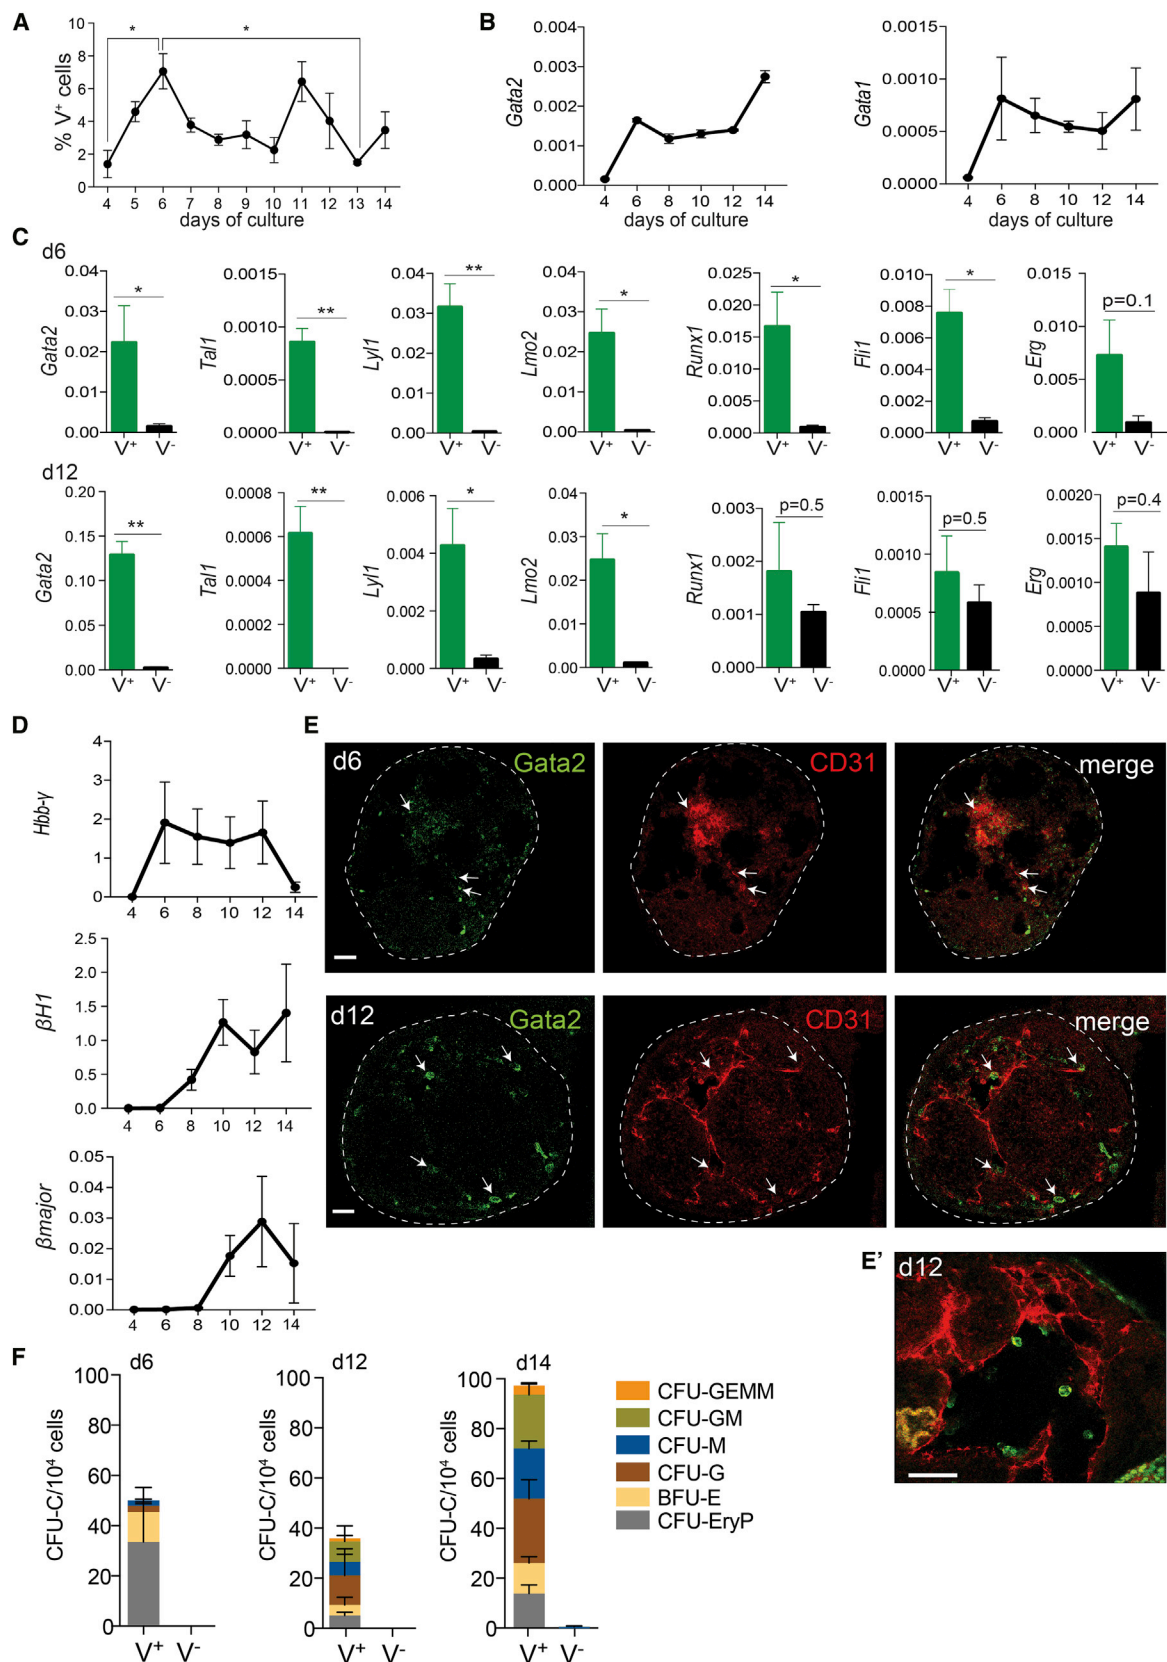 A
% V⁺ cells
10
8
6
4
2
0
* *
4 5 6 7 8 9 10 11 12 13 14
days of culture
B
Gata2
0.004
0.003
0.002
0.001
0.000
4 6 8 10 12 14
days of culture
Gata1
0.0015
0.0010
0.0005
0.0000
4 6 8 10 12 14
days of culture
C
d6
Gata2
0.04
0.03
0.02
0.01
0.00
*
V⁺ V⁻
Tal1
0.0015
0.0010
0.0005
0.0000
**
V⁺ V⁻
Lyl1
0.04
0.03
0.02
0.01
0.00
**
V⁺ V⁻
Lmo2
0.04
0.03
0.02
0.01
0.00
*
V⁺ V⁻
Runx1
0.025
0.020
0.015
0.010
0.005
0.000
*
V⁺ V⁻
Fli1
0.010
0.008
0.006
0.004
0.002
0.000
*
V⁺ V⁻
Erg
0.015
0.010
0.005
0.000
p=0.1
V⁺ V⁻
d12
Gata2
0.20
0.15
0.10
0.05
0.00
**
V⁺ V⁻
Tal1
0.0008
0.0006
0.0004
0.0002
0.0000
**
V⁺ V⁻
Lyl1
0.006
0.004
0.002
0.000
*
V⁺ V⁻
Lmo2
0.04
0.03
0.02
0.01
0.00
*
V⁺ V⁻
Runx1
0.003
0.002
0.001
0.000
p=0.5
V⁺ V⁻
Fli1
0.0015
0.0010
0.0005
0.0000
p=0.5
V⁺ V⁻
Erg
0.0020
0.0015
0.0010
0.0005
0.0000
p=0.4
V⁺ V⁻
D
Hbb-γ
4
3
2
1
0
4 6 8 10 12 14
βH1
2.5
2.0
1.5
1.0
0.5
0.0
4 6 8 10 12 14
βmajor
0.05
0.04
0.03
0.02
0.01
0.00
4 6 8 10 12 14
E
d6 Gata2
CD31
merge
d12 Gata2
CD31
merge
E'
d12
F
d6
CFU-C/10⁴ cells
100
80
60
40
20
0
V⁺ V⁻
d12
CFU-C/10⁴ cells
100
80
60
40
20
0
V⁺ V⁻
d14
CFU-C/10⁴ cells
100
80
60
40
20
0
V⁺ V⁻
CFU-GEMM
CFU-GM
CFU-M
CFU-G
BFU-E
CFU-EryP